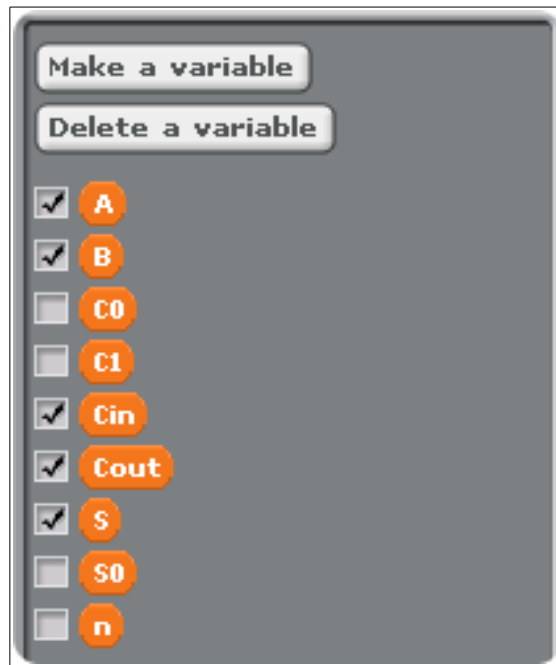 Make a variable
Delete a variable
A
B
C0
C1
Cin
Cout
S
S0
n